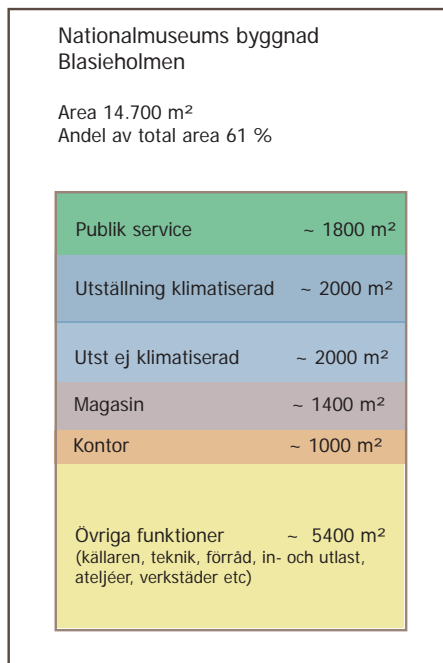 Nationalmuseums byggnad
Blasieholmen
Area 14.700 m²
Andel av total area 61 %
Publik service ~ 1800 m²
Utställning klimatiserad ~ 2000 m²
Utst ej klimatiserad ~ 2000 m²
Magasin ~ 1400 m²
Kontor ~ 1000 m²
Övriga funktioner ~ 5400 m²
(källaren, teknik, förråd, in- och utlast,
ateljéer, verkstäder etc)